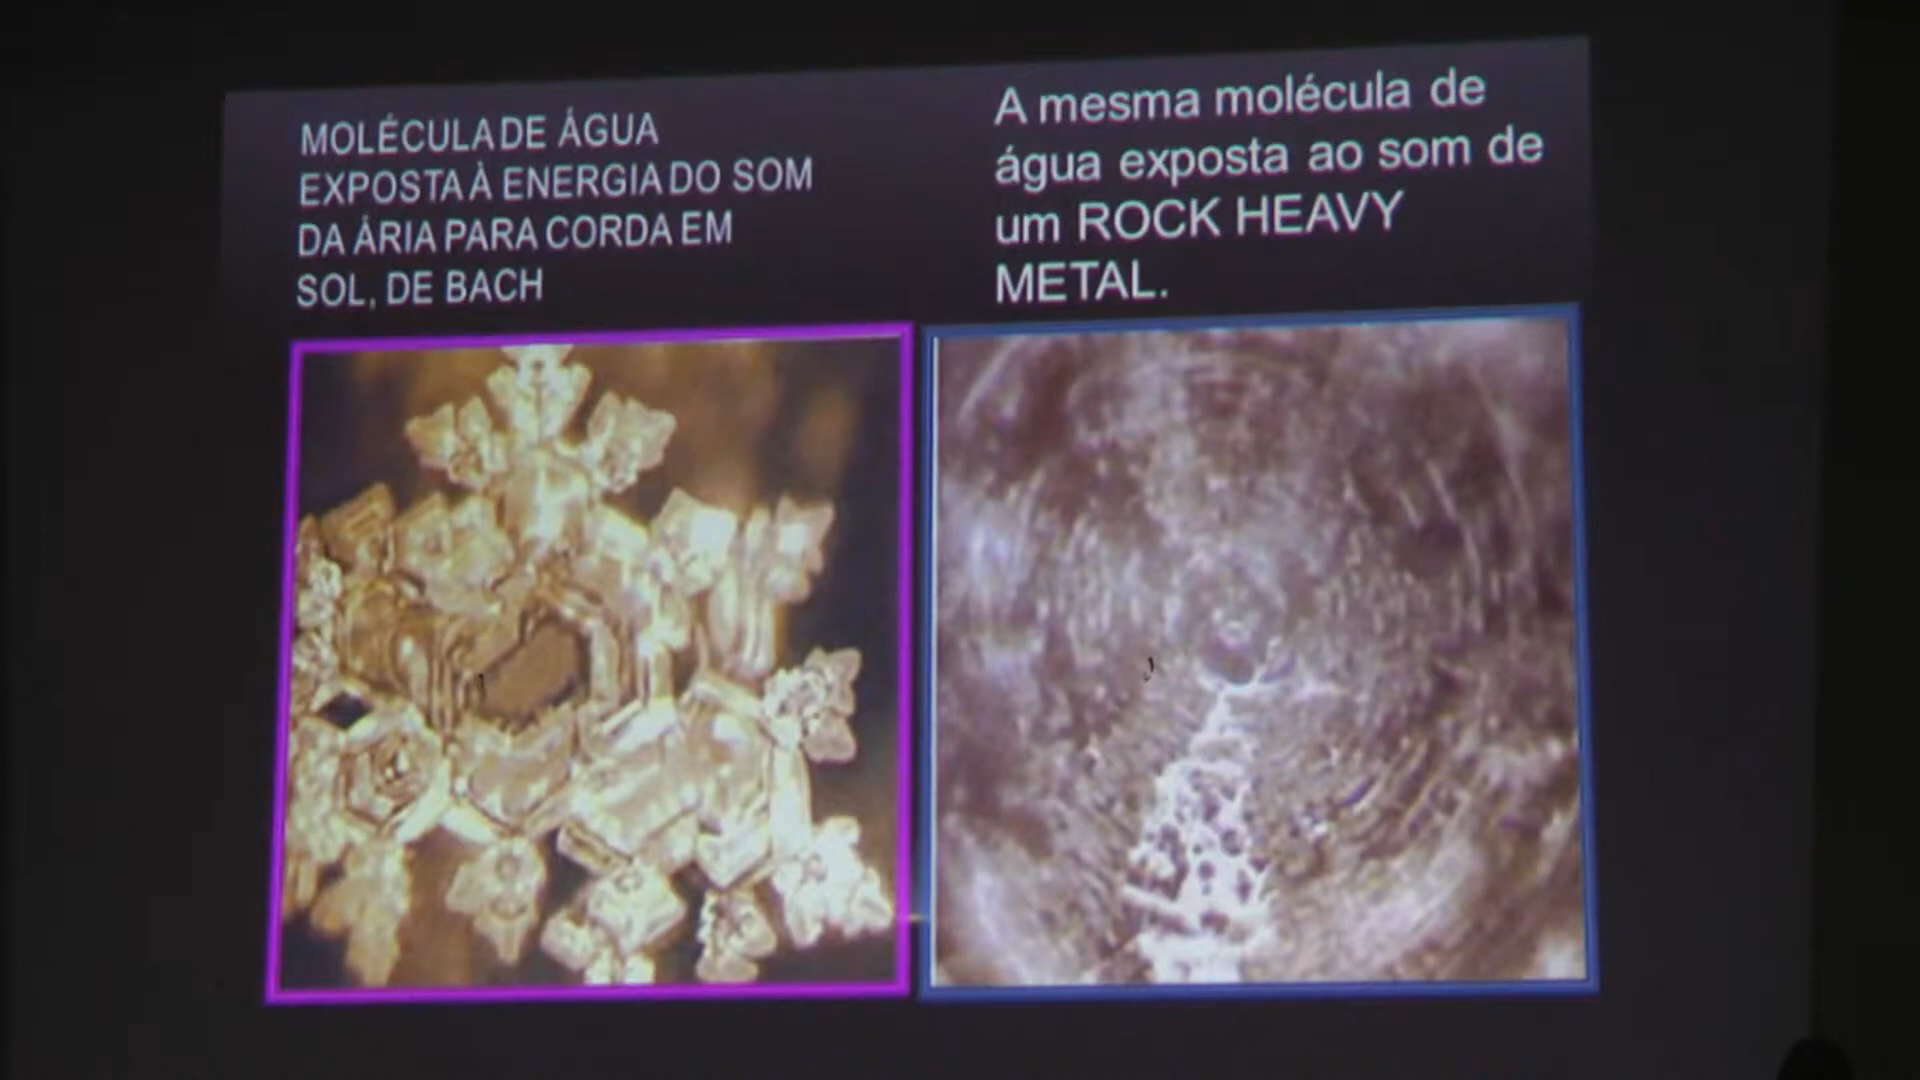 MOLÉCULA DE ÁGUA
EXPOSTA À ENERGIA DO SOM
DA ÁRIA PARA CORDA EM
SOL, DE BACH
A mesma molécula de
água exposta ao som de
um ROCK HEAVY
METAL.